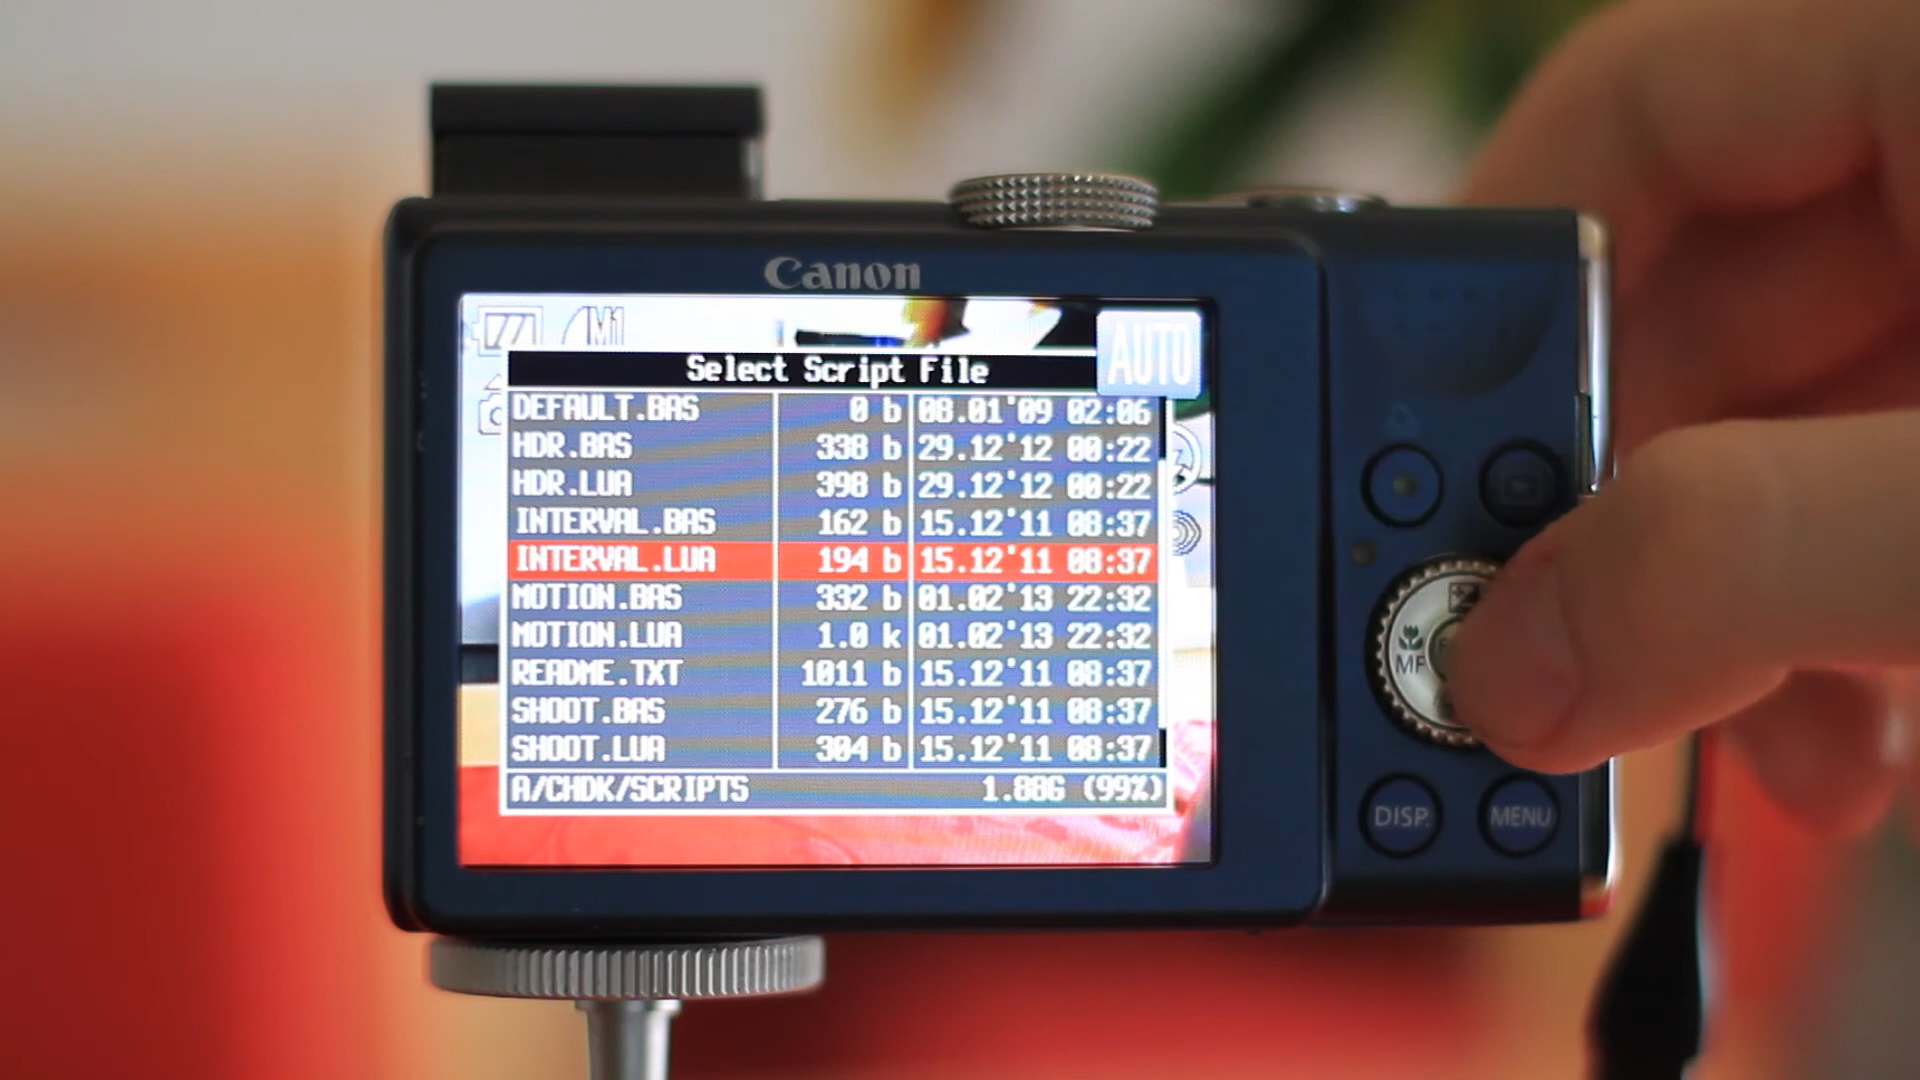 Canon
M1
AUTO
Select Script File
DEFAULT.BAS 0 b 08.01'09 02:06
HDR.BAS 338 b 29.12'12 00:22
HDR.LUA 398 b 29.12'12 00:22
INTERVAL.BAS 162 b 15.12'11 08:37
INTERVAL.LUA 194 b 15.12'11 08:37
MOTION.BAS 332 b 01.02'13 22:32
MOTION.LUA 1.0 k 01.02'13 22:32
README.TXT 1011 b 15.12'11 08:37
SHOOT.BAS 276 b 15.12'11 08:37
SHOOT.LUA 304 b 15.12'11 08:37
A/CHDK/SCRIPTS 1.88G (99%)
MF
DISP.
MENU